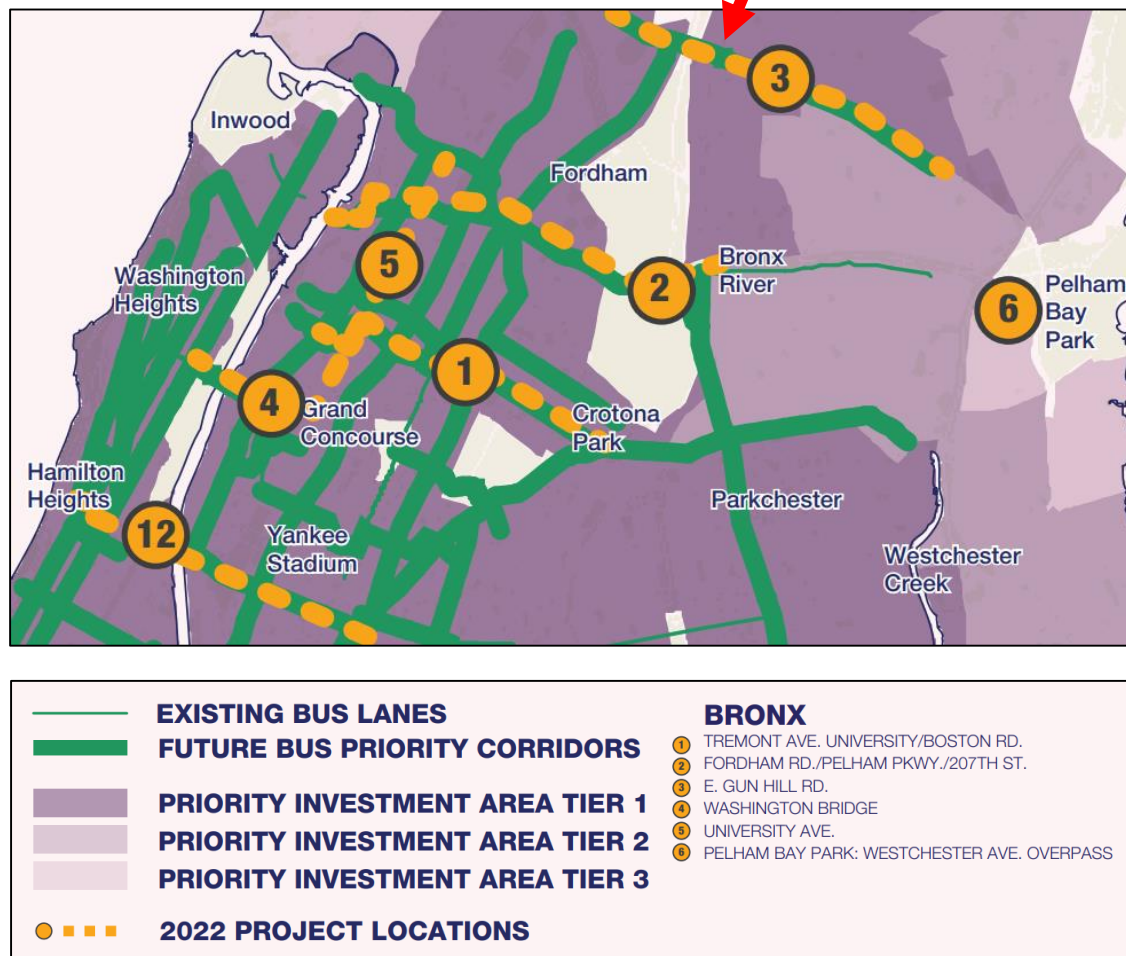 3
Inwood
Fordham
5
Bronx
River
2
Washington
Heights
6
Pelham
Bay
Park
1
4
Grand
Concourse
Crotona
Park
Hamilton
Heights
12
Yankee
Stadium
Parkchester
Westchester
Creek
EXISTING BUS LANES
FUTURE BUS PRIORITY CORRIDORS
PRIORITY INVESTMENT AREA TIER 1
PRIORITY INVESTMENT AREA TIER 2
PRIORITY INVESTMENT AREA TIER 3
2022 PROJECT LOCATIONS
BRONX
1 TREMONT AVE. UNIVERSITY/BOSTON RD.
2 FORDHAM RD./PELHAM PKWY./207TH ST.
3 E. GUN HILL RD.
4 WASHINGTON BRIDGE
5 UNIVERSITY AVE.
6 PELHAM BAY PARK: WESTCHESTER AVE. OVERPASS